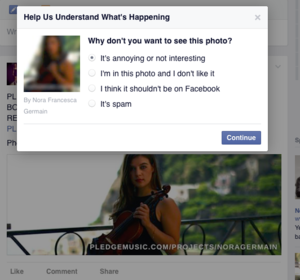 Help Us Understand What's Happening
Why don't you want to see this photo?
It's annoying or not interesting
I'm in this photo and I don't like it
I think it shouldn't be on Facebook
It's spam
By Nora Francesca
Germain
Continue
PLEDGEMUSIC.COM/PROJECTS/NORAGERMAIN
Like Comment Share